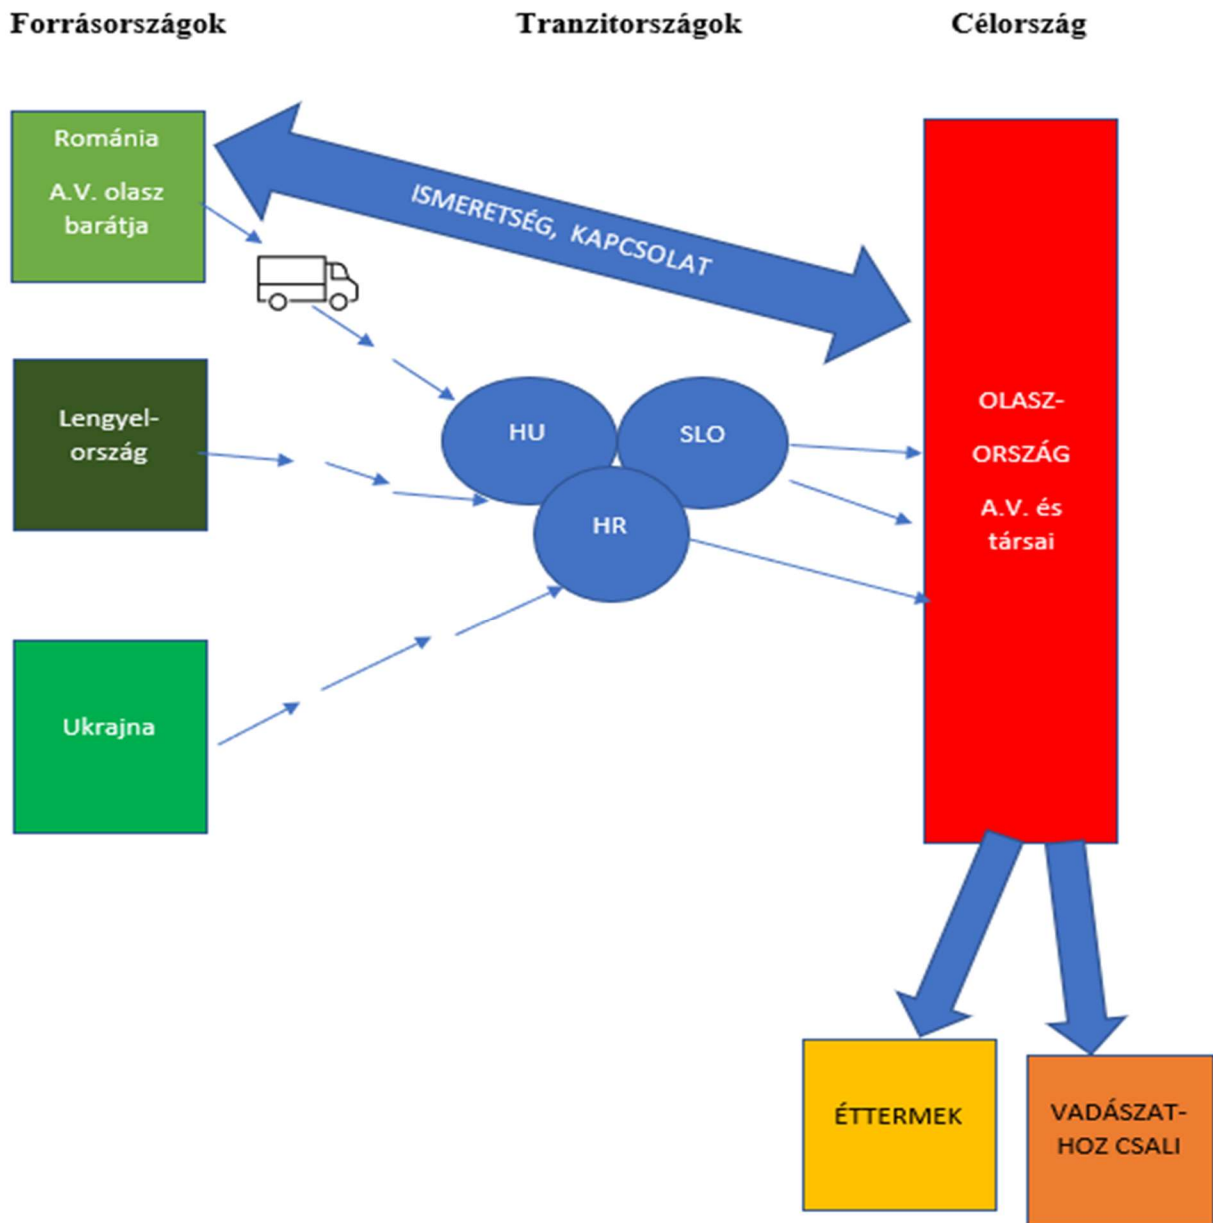 Forrásországok
Tranzitországok
Célország
Románia
A.V. olasz
barátja
ISMERETSÉG, KAPCSOLAT
Lengyel-
ország
HU
SLO
HR
OLASZ-
ORSZÁG
A.V. és
társai
Ukrajna
ÉTTERMEK
VADÁSZAT-
HOZ CSALI